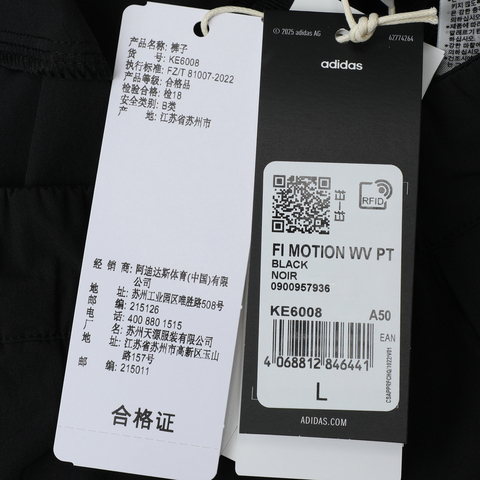 产品名称: 裤子
货 号: KE6008
执行标准: FZ/T 81007-2022
产品等级: 合格品
检验合格: 检18
安全类别: B类
产 地: 江苏省苏州市
经 销 商: 阿迪达斯体育(中国)有限公司
地 址: 苏州工业园区唯胜路508号
邮 编: 215126
电 话: 400 880 1515
厂 名: 苏州天源服装有限公司
地 址: 江苏省苏州市高新区玉山
路157号
邮 编: 215011
合格证
© 2025 adidas AG
67774264
adidas
RFID
FI MOTION WV PT
BLACK
NOIR
0900957936
KE6008
A50
EAN
4 068812 846441
L
ADIDAS.COM